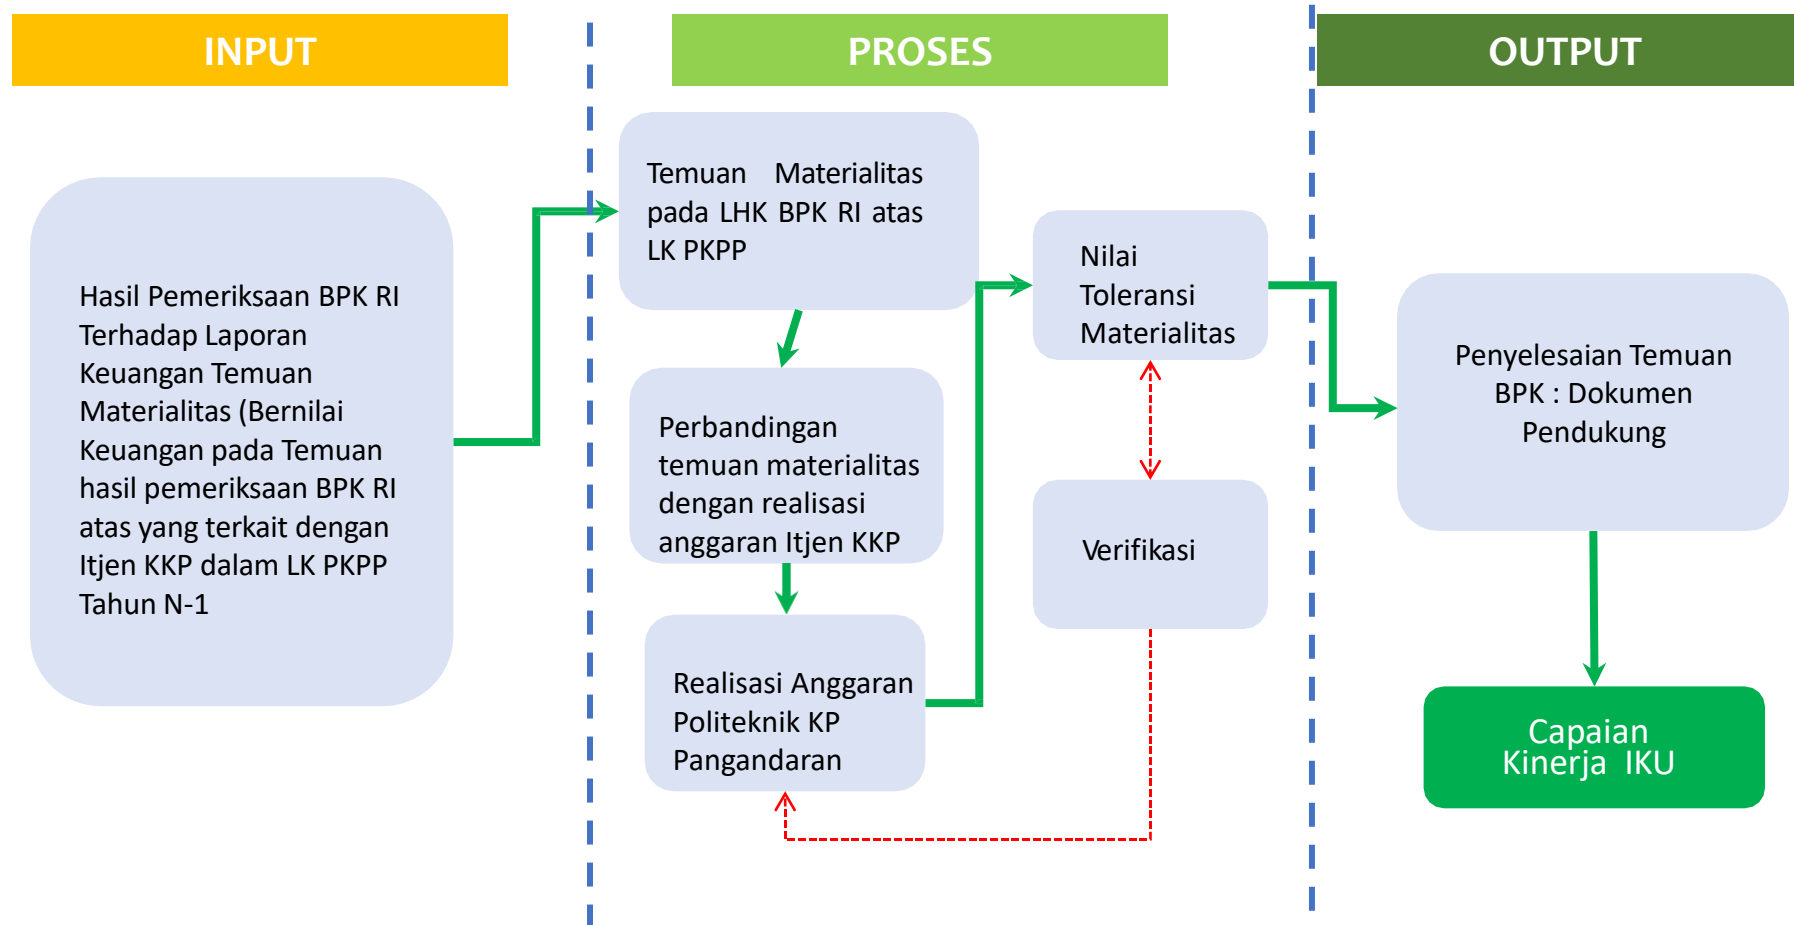 INPUT
PROSES
OUTPUT
Hasil Pemeriksaan BPK RI
Terhadap Laporan
Keuangan Temuan
Materialitas (Bernilai
Keuangan pada Temuan
hasil pemeriksaan BPK RI
atas yang terkait dengan
Itjen KKP dalam LK PKPP
Tahun N-1
Temuan Materialitas
pada LHK BPK RI atas
LK PKPP
Perbandingan
temuan materialitas
dengan realisasi
anggaran Itjen KKP
Realisasi Anggaran
Politeknik KP
Pangandaran
Nilai
Toleransi
Materialitas
Verifikasi
Penyelesaian Temuan
BPK : Dokumen
Pendukung
Capaian
Kinerja IKU